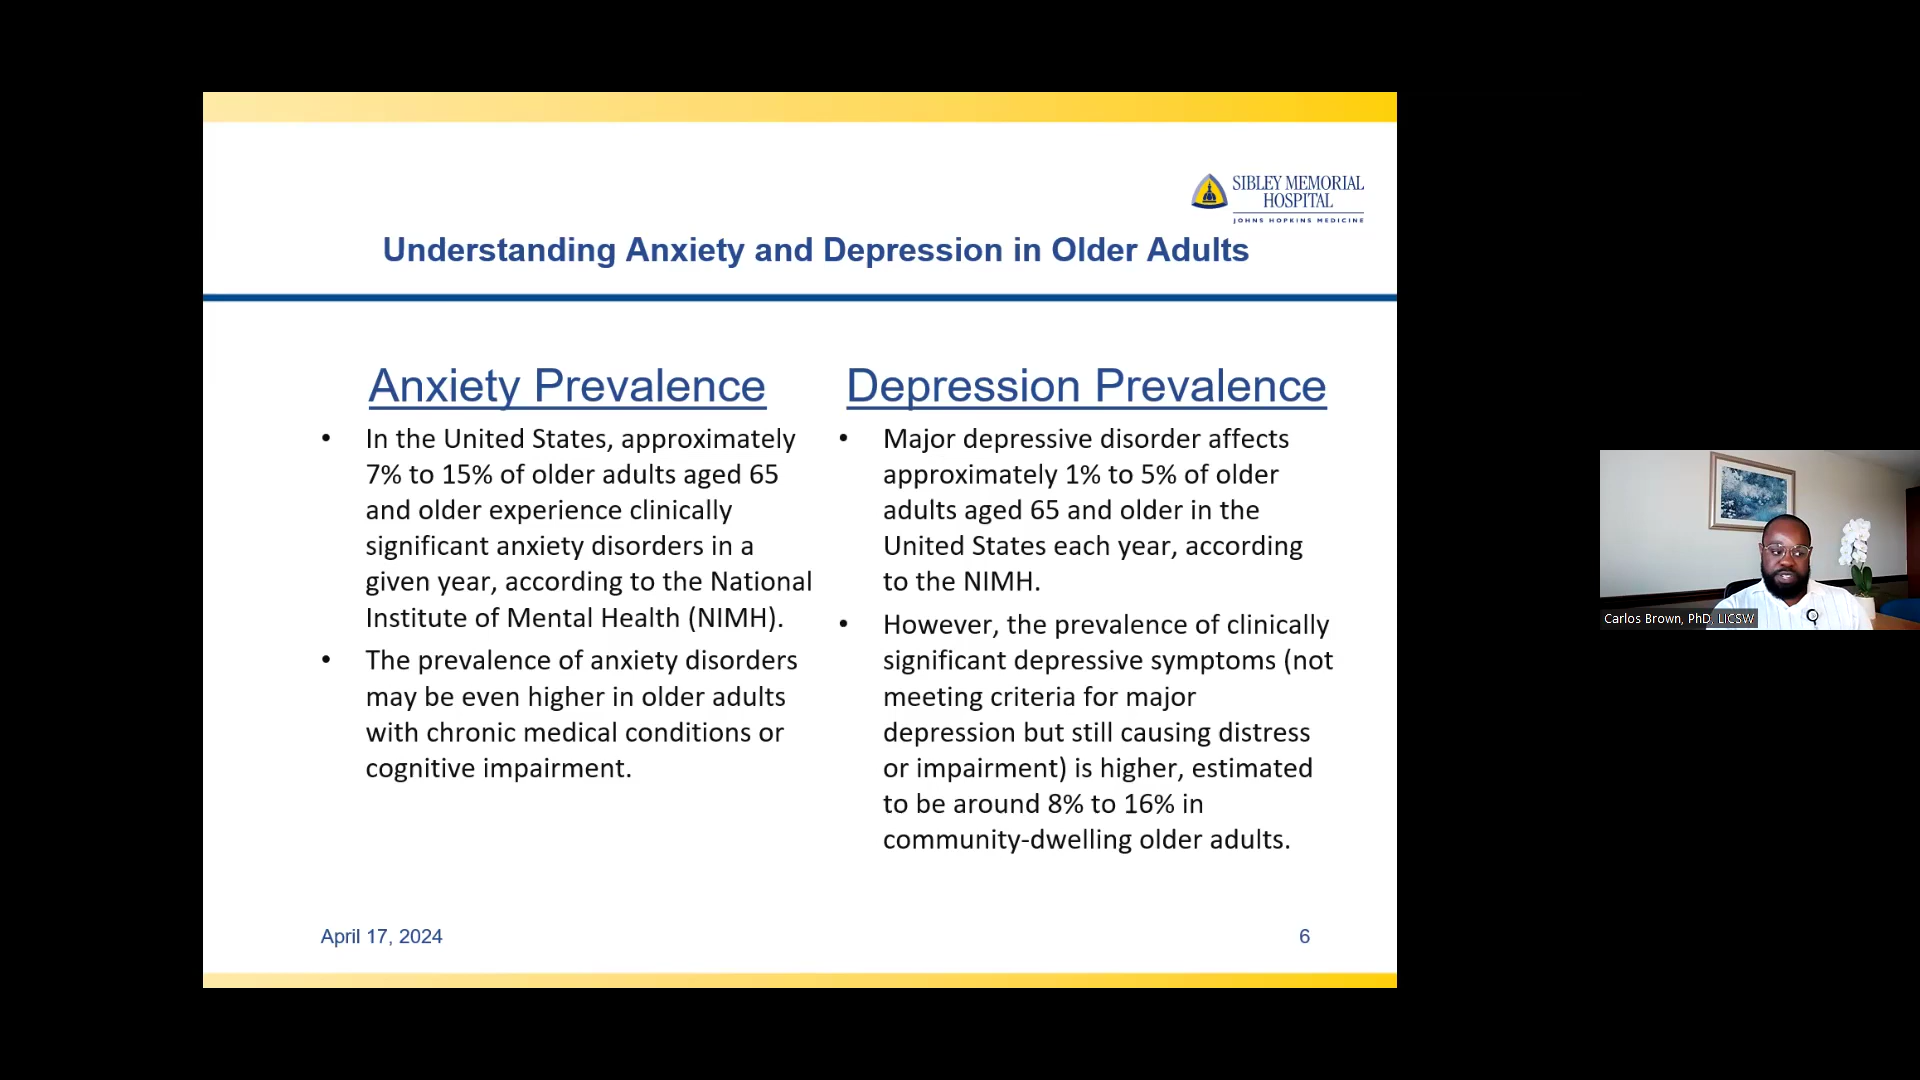 SIBLEY MEMORIAL
HOSPITAL
JOHNS HOPKINS MEDICINE
Understanding Anxiety and Depression in Older Adults
Anxiety Prevalence
• In the United States, approximately
7% to 15% of older adults aged 65
and older experience clinically
significant anxiety disorders in a
given year, according to the National
Institute of Mental Health (NIMH).
• The prevalence of anxiety disorders
may be even higher in older adults
with chronic medical conditions or
cognitive impairment.
Depression Prevalence
• Major depressive disorder affects
approximately 1% to 5% of older
adults aged 65 and older in the
United States each year, according
to the NIMH.
• However, the prevalence of clinically
significant depressive symptoms (not
meeting criteria for major
depression but still causing distress
or impairment) is higher, estimated
to be around 8% to 16% in
community-dwelling older adults.
April 17, 2024
6
Carlos Brown, PhD, LICSW